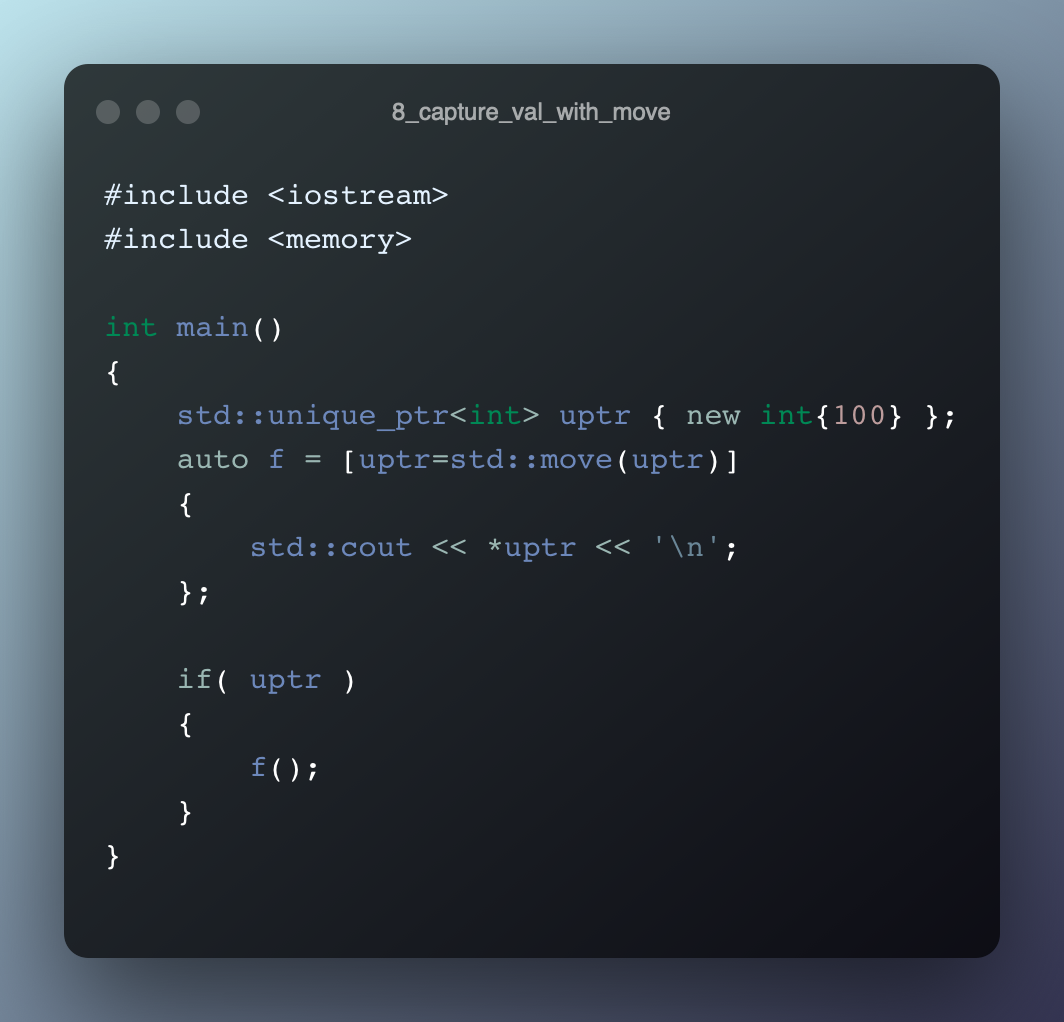 8_capture_val_with_move
#include <iostream>
#include <memory>
int main()
{
    std::unique_ptr<int> uptr { new int{100} };
    auto f = [uptr=std::move(uptr)]
    {
        std::cout << *uptr << '\n';
    };
    if( uptr )
    {
        f();
    }
}